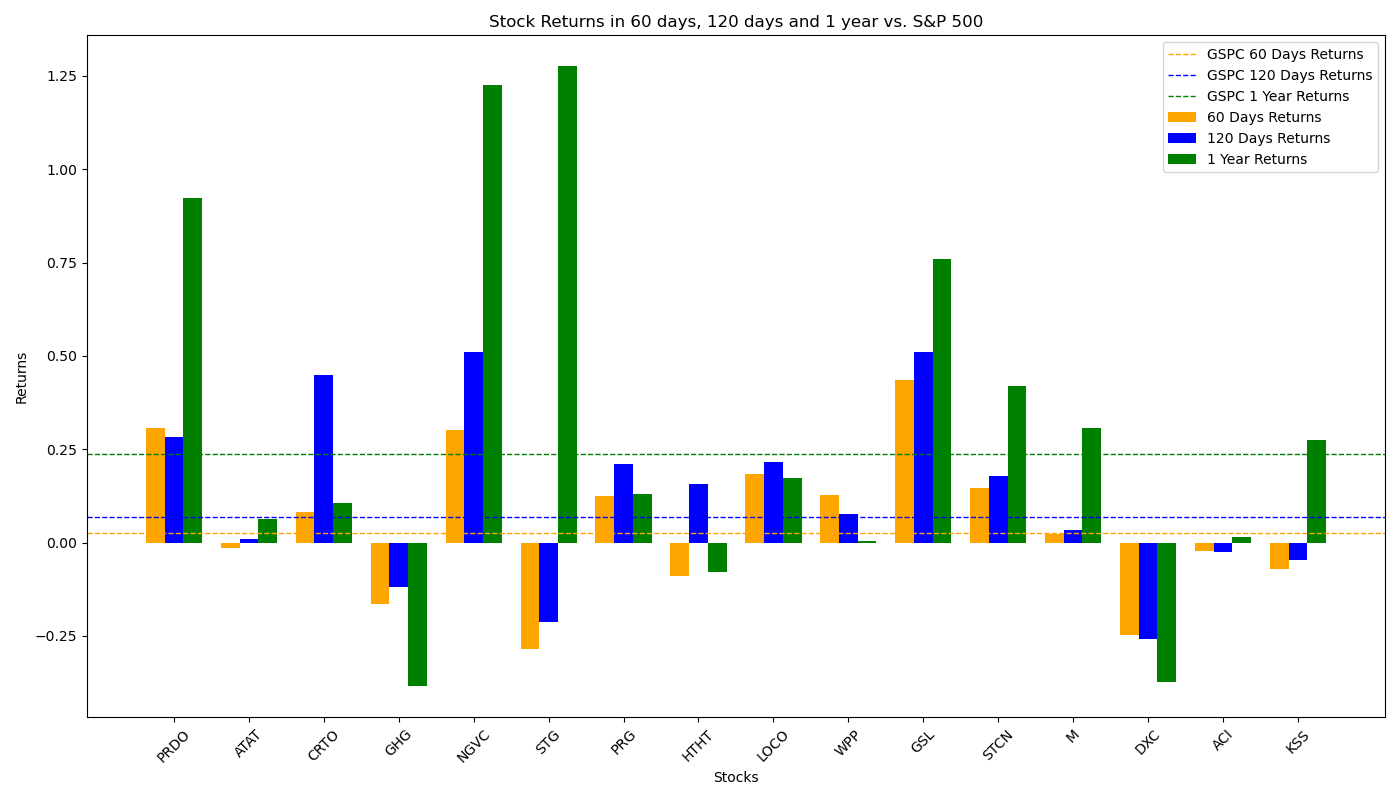 Stock Returns in 60 days, 120 days and 1 year vs. S&P 500
GSPC 60 Days Returns
GSPC 120 Days Returns
GSPC 1 Year Returns
60 Days Returns
120 Days Returns
1 Year Returns
Returns
1.25
1.00
0.75
0.50
0.25
0.00
−0.25
PRDO
ATAT
CRTO
GHG
NGVC
STG
PRG
HTHT
LOCO
WPP
GSL
STCN
M
DXC
ACI
KSS
Stocks